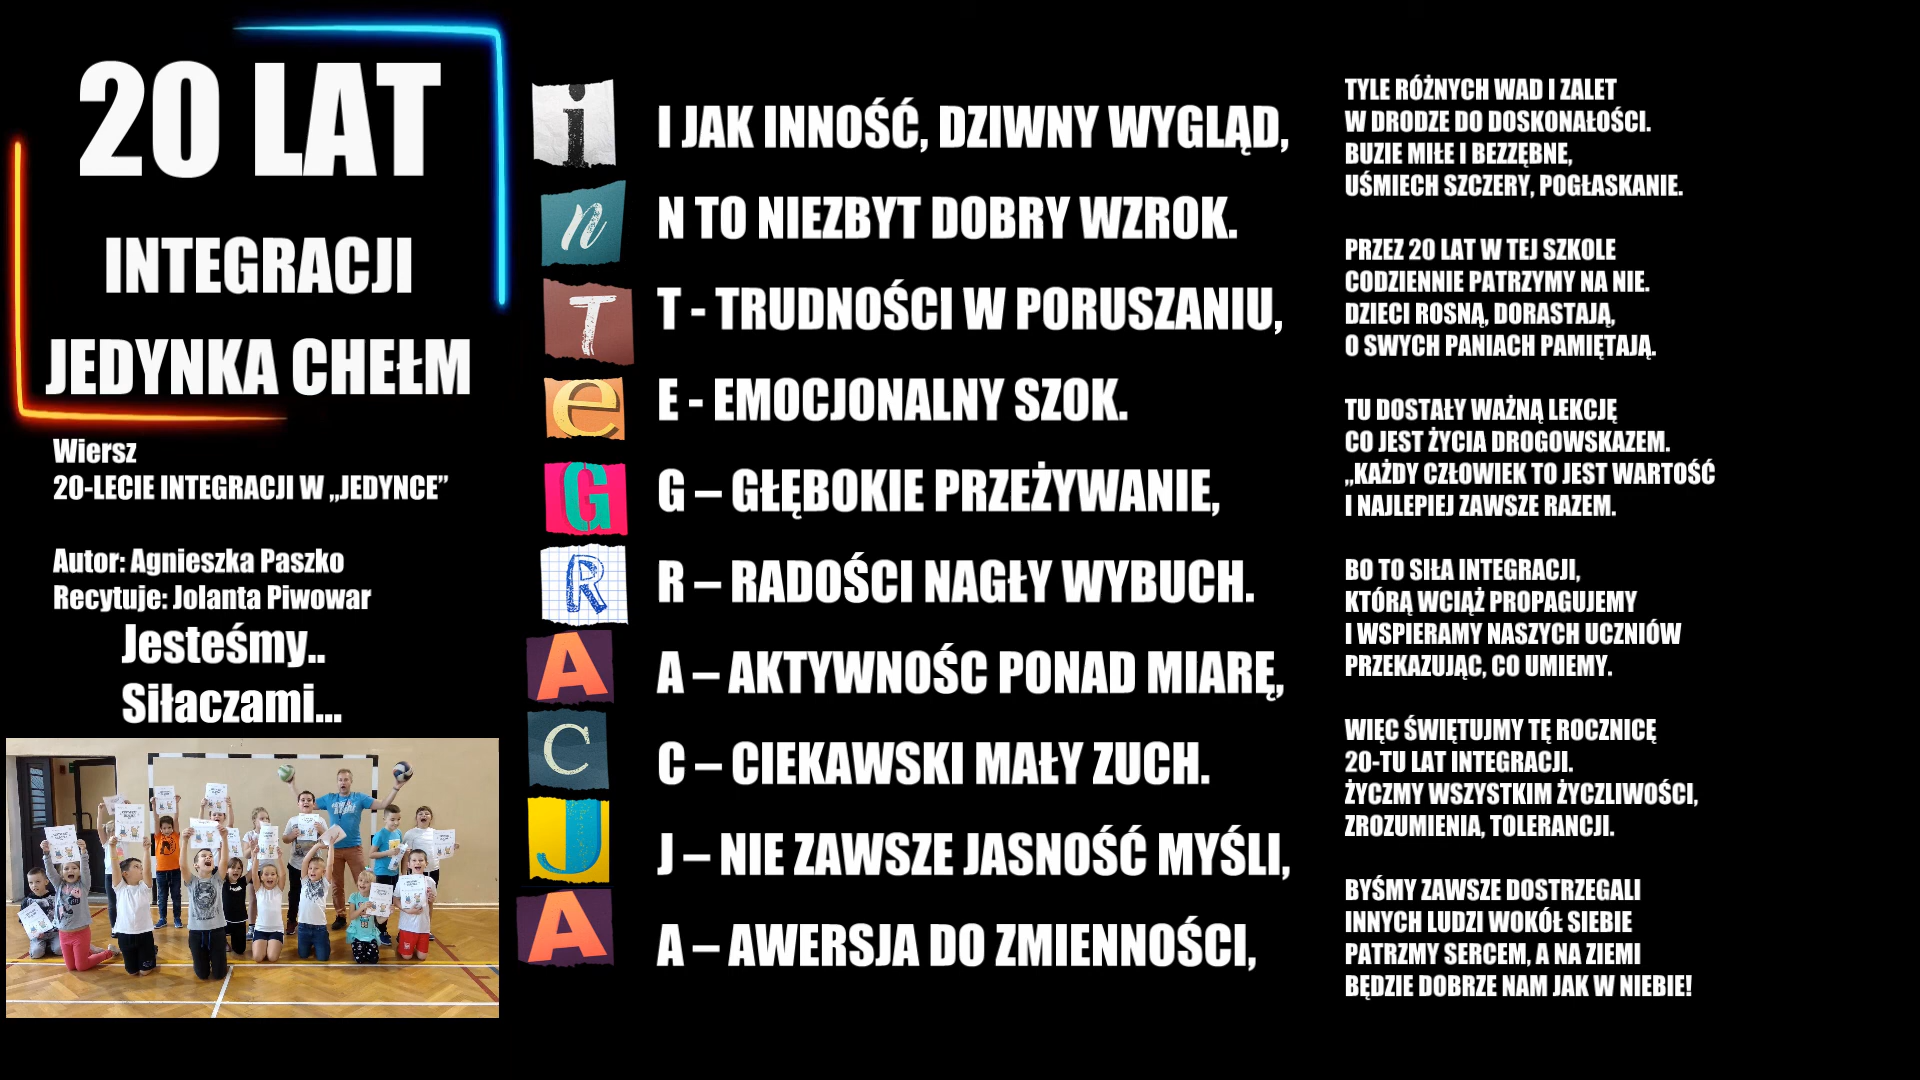 20 LAT
INTEGRACJI
JEDYNKA CHEŁM
Wiersz
20-LECIE INTEGRACJI W „JEDYNCE”
Autor: Agnieszka Paszko
Recytuje: Jolanta Piwowar
Jesteśmy..
Siłaczami...
i
n
T
e
G
R
A
C
J
A
I JAK INNOŚĆ, DZIWNY WYGLĄD,
N TO NIEZBYT DOBRY WZROK.
T - TRUDNOŚCI W PORUSZANIU,
E - EMOCJONALNY SZOK.
G – GŁĘBOKIE PRZEŻYWANIE,
R – RADOŚCI NAGŁY WYBUCH.
A – AKTYWNOŚC PONAD MIARĘ,
C – CIEKAWSKI MAŁY ZUCH.
J – NIE ZAWSZE JASNOŚĆ MYŚLI,
A – AWERSJA DO ZMIENNOŚCI,
TYLE RÓŻNYCH WAD I ZALET
W DRODZE DO DOSKONAŁOŚCI.
BUZIE MIŁE I BEZZĘBNE,
UŚMIECH SZCZERY, POGŁASKANIE.
PRZEZ 20 LAT W TEJ SZKOLE
CODZIENNIE PATRZYMY NA NIE.
DZIECI ROSNĄ, DORASTAJĄ,
O SWYCH PANIACH PAMIĘTAJĄ.
TU DOSTAŁY WAŻNĄ LEKCJĘ
CO JEST ŻYCIA DROGOWSKAZEM.
„KAŻDY CZŁOWIEK TO JEST WARTOŚĆ
I NAJLEPIEJ ZAWSZE RAZEM.
BO TO SIŁA INTEGRACJI,
KTÓRĄ WCIĄŻ PROPAGUJEMY
I WSPIERAMY NASZYCH UCZNIÓW
PRZEKAZUJĄC, CO UMIEMY.
WIĘC ŚWIĘTUJMY TĘ ROCZNICĘ
20-TU LAT INTEGRACJI.
ŻYCZMY WSZYSTKIM ŻYCZLIWOŚCI,
ZROZUMIENIA, TOLERANCJI.
BYŚMY ZAWSZE DOSTRZEGALI
INNYCH LUDZI WOKÓŁ SIEBIE
PATRZMY SERCEM, A NA ZIEMI
BĘDZIE DOBRZE NAM JAK W NIEBIE!